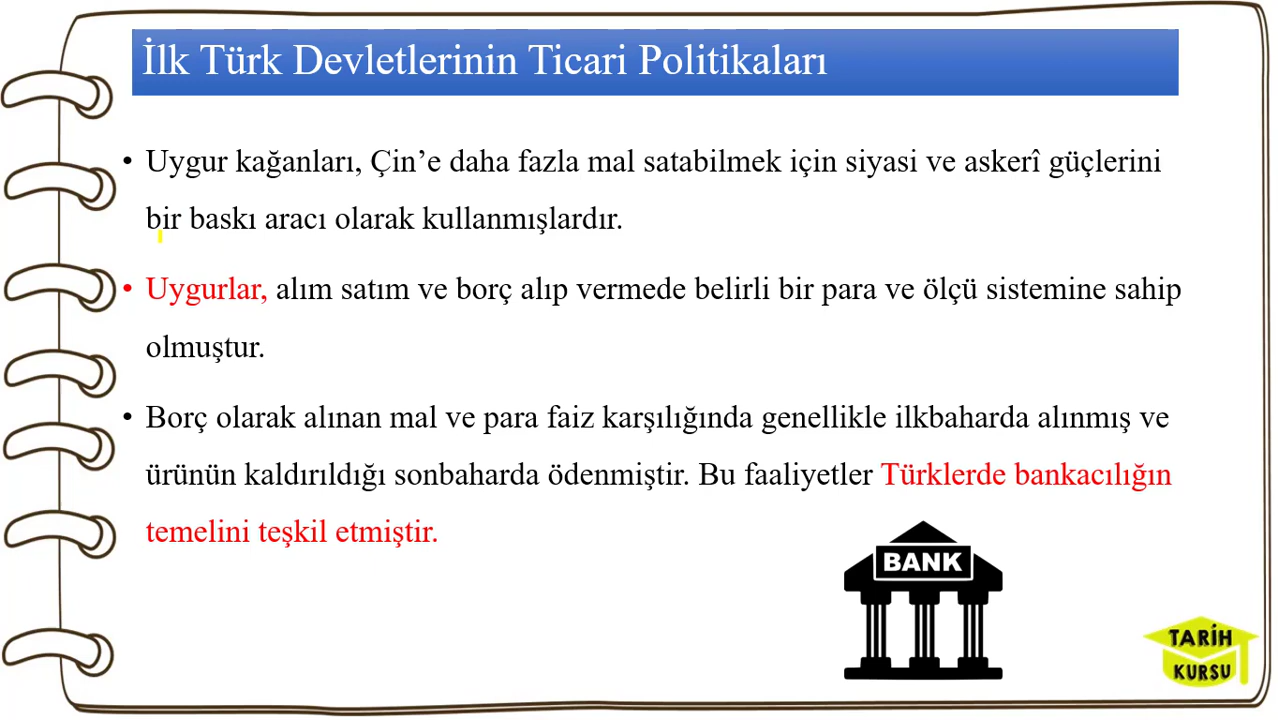 İlk Türk Devletlerinin Ticari Politikaları
• Uygur kağanları, Çin’e daha fazla mal satabilmek için siyasi ve askerî güçlerini
bir baskı aracı olarak kullanmışlardır.
• Uygurlar, alım satım ve borç alıp vermede belirli bir para ve ölçü sistemine sahip
olmuştur.
• Borç olarak alınan mal ve para faiz karşılığında genellikle ilkbaharda alınmış ve
ürünün kaldırıldığı sonbaharda ödenmiştir. Bu faaliyetler Türklerde bankacılığın
temelini teşkil etmiştir.
BANK
TARİH
KURSU